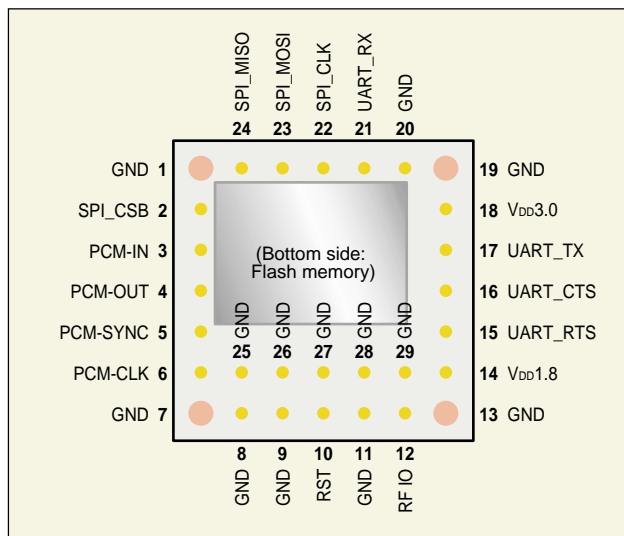 SPI_MISO
SPI_MOSI
SPI_CLK
UART_RX
GND
24 23 22 21 20
GND 1
19 GND
SPI_CSB 2
18 VDD3.0
PCM-IN 3
17 UART_TX
(Bottom side:
Flash memory)
PCM-OUT 4
16 UART_CTS
PCM-SYNC 5
15 UART_RTS
GND
GND
GND
GND
GND
25 26 27 28 29
PCM-CLK 6
14 VDD1.8
GND 7
13 GND
8 9 10 11 12
GND
GND
RST
GND
RF IO